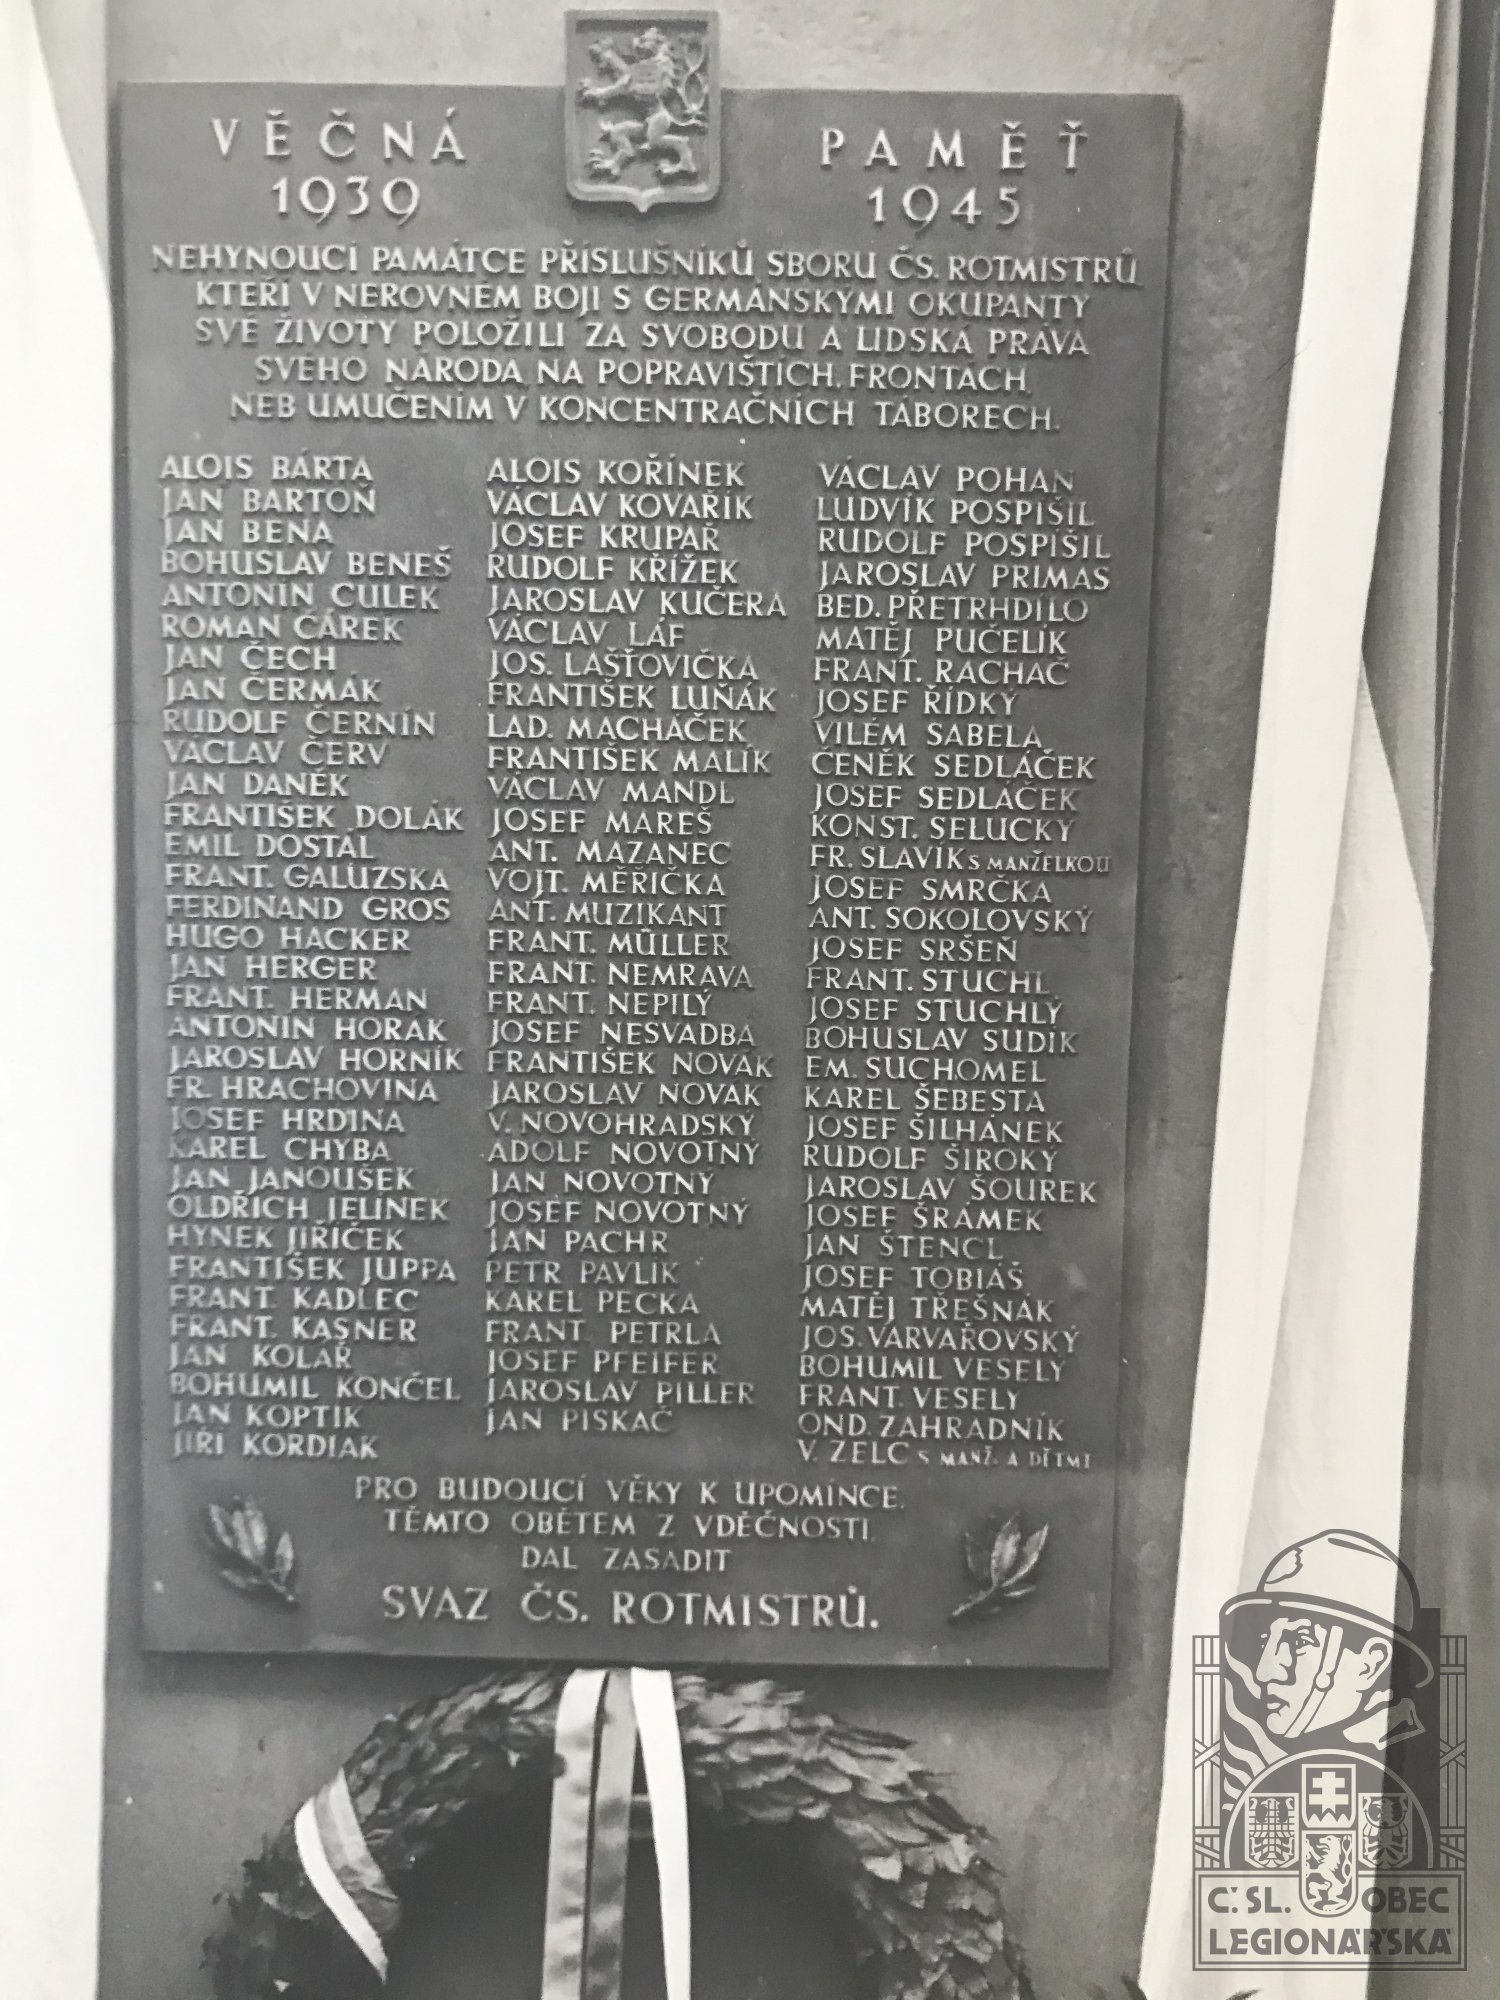 VĚČNÁ PAMĚŤ
1939 1945
NEHYNOUCÍ PAMÁTCE PŘÍSLUŠNÍKŮ SBORU ČS. ROTMISTRŮ,
KTEŘÍ V NEROVNÉM BOJI S GERMÁNSKÝMI OKUPANTY
SVÉ ŽIVOTY POLOŽILI ZA SVOBODU A LIDSKÁ PRÁVA
SVÉHO NÁRODA NA POPRAVIŠTÍCH, FRONTÁCH,
NEB UMUČENÍM V KONCENTRAČNÍCH TÁBORECH.
ALOIS BÁRTA
JAN BARTOŇ
JAN BENA
BOHUSLAV BENEŠ
ANTONÍN CULEK
ROMAN ČÁREK
JAN ČECH
JAN ČERMÁK
RUDOLF ČERNÍN
VÁCLAV ČERV
JAN DANĚK
FRANTIŠEK DOLÁK
EMIL DOSTÁL
FRANT. GALUZSKA
FERDINAND GROS
HUGO HACKER
JAN HERGER
FRANT. HERMAN
ANTONÍN HORÁK
JAROSLAV HORNÍK
FR. HRACHOVINA
JOSEF HRDINA
KAREL CHYBA
JAN JANOUŠEK
OLDŘICH JELÍNEK
HYNEK JIŘÍČEK
FRANTIŠEK JUPPA
FRANT. KADLEC
FRANT. KAŠNER
JAN KOLÁŘ
BOHUMIL KONČEL
JAN KOPTIK
JIŘÍ KORDIAK
ALOIS KOŘÍNEK
VÁCLAV KOVAŘÍK
JOSEF KRUPAŘ
RUDOLF KŘÍŽEK
JAROSLAV KUČERA
VÁCLAV LÁF
JOS. LAŠŤOVIČKA
FRANTIŠEK LUŇÁK
LAD. MACHÁČEK
FRANTIŠEK MALÍK
VÁCLAV MANDL
JOSEF MAREŠ
ANT. MAZANEC
VOJT. MĚŘIČKA
ANT. MUZIKANT
FRANT. MÜLLER
FRANT. NEMRAVA
FRANT. NEPILÝ
JOSEF NESVADBA
FRANTIŠEK NOVÁK
JAROSLAV NOVÁK
V. NOVOHRADSKÝ
ADOLF NOVOTNÝ
JAN NOVOTNÝ
JOSEF NOVOTNÝ
JAN PACHR
PETR PAVLÍK
KAREL PECKA
FRANT. PETRLA
JOSEF PFEIFER
JAROSLAV PILLER
JAN PISKAČ
VÁCLAV POHAN
LUDVÍK POSPÍŠIL
RUDOLF POSPÍŠIL
JAROSLAV PRIMAS
BED. PŘETRHDÍLO
MATĚJ PUČELÍK
FRANT. RACHAČ
JOSEF ŘÍDKÝ
VILÉM SABELA
ČENĚK SEDLÁČEK
JOSEF SEDLÁČEK
KONST. SELUCKÝ
FR. SLAVÍK S MANŽELKOU
JOSEF SMRČKA
ANT. SOKOLOVSKÝ
JOSEF SRŠEŇ
FRANT. STUCHL
JOSEF STUCHLÝ
BOHUSLAV SUDÍK
EM. SUCHOMEL
KAREL ŠEBESTA
JOSEF ŠILHÁNEK
RUDOLF ŠIROKÝ
JAROSLAV ŠOUREK
JOSEF ŠRÁMEK
JAN ŠTENCL
JOSEF TOBIÁŠ
MATĚJ TŘEŠNÁK
JOS. VARVAŘOVSKÝ
BOHUMIL VESELÝ
FRANT. VESELÝ
OND. ZAHRADNÍK
V. ZELC S MANŽ. A DĚTMI
PRO BUDOUCÍ VĚKY K UPOMÍNCE
TĚMTO OBĚTEM Z VDĚČNOSTI
DAL ZASADIT
SVAZ ČS. ROTMISTRŮ.
Č.SL. OBEC
LEGIONÁŘSKÁ